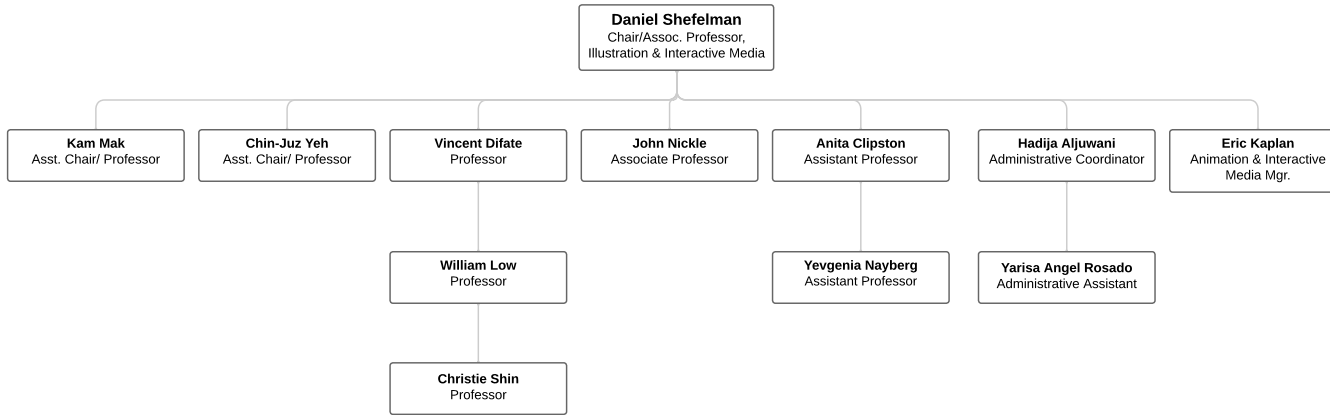 Daniel Shefelman
Chair/Assoc. Professor,
Illustration & Interactive Media
Kam Mak
Asst. Chair/ Professor
Chin-Juz Yeh
Asst. Chair/ Professor
Vincent Difate
Professor
John Nickle
Associate Professor
Anita Clipston
Assistant Professor
Hadija Aljuwani
Administrative Coordinator
Eric Kaplan
Animation & Interactive
Media Mgr.
William Low
Professor
Yevgenia Nayberg
Assistant Professor
Yarisa Angel Rosado
Administrative Assistant
Christie Shin
Professor